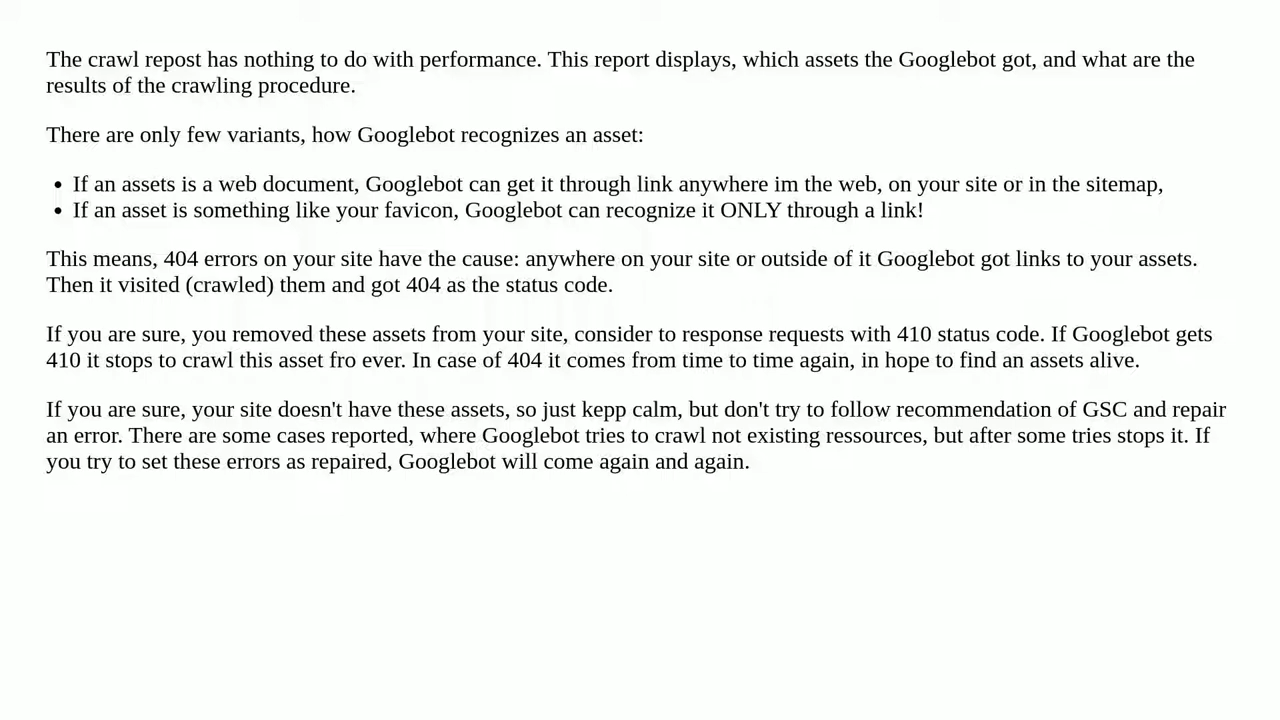 The crawl repost has nothing to do with performance. This report displays, which assets the Googlebot got, and what are the
results of the crawling procedure.
There are only few variants, how Googlebot recognizes an asset:
• If an assets is a web document, Googlebot can get it through link anywhere im the web, on your site or in the sitemap,
• If an asset is something like your favicon, Googlebot can recognize it ONLY through a link!
This means, 404 errors on your site have the cause: anywhere on your site or outside of it Googlebot got links to your assets.
Then it visited (crawled) them and got 404 as the status code.
If you are sure, you removed these assets from your site, consider to response requests with 410 status code. If Googlebot gets
410 it stops to crawl this asset fro ever. In case of 404 it comes from time to time again, in hope to find an assets alive.
If you are sure, your site doesn't have these assets, so just kepp calm, but don't try to follow recommendation of GSC and repair
an error. There are some cases reported, where Googlebot tries to crawl not existing ressources, but after some tries stops it. If
you try to set these errors as repaired, Googlebot will come again and again.